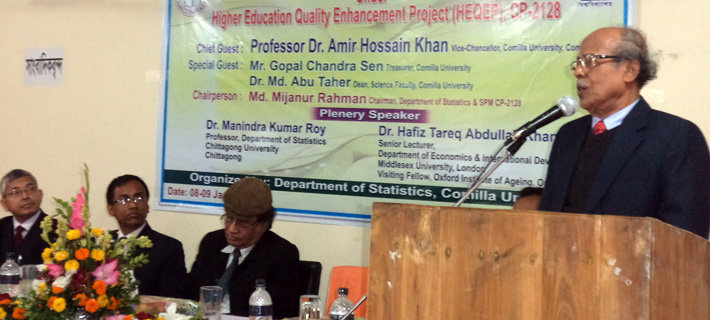 Under
Higher Education Quality Enhancement Project (HEQEP), CP-2128
সাংবাদিকবৃন্দ
Chief Guest : Professor Dr. Amir Hossain Khan Vice-Chancellor, Comilla University,
Special Guest : Mr. Gopal Chandra Sen Treasurer, Comilla University
Dr. Md. Abu Taher Dean, Science Faculty, Comilla University
Chairperson : Md. Mijanur Rahman Chairman, Department of Statistics & SPM CP-2128
Plenery Speaker
Dr. Manindra Kumar Roy
Professor, Department of Statistics
Chittagong University
Chittagong
Dr. Hafiz Tareq Abdullah Khan
Senior Lecturer,
Department of Economics & International
Middlesex University, London
Visiting Fellow, Oxford Institute of Ageing,
Department of Statistics, Comilla
Date: 08-09